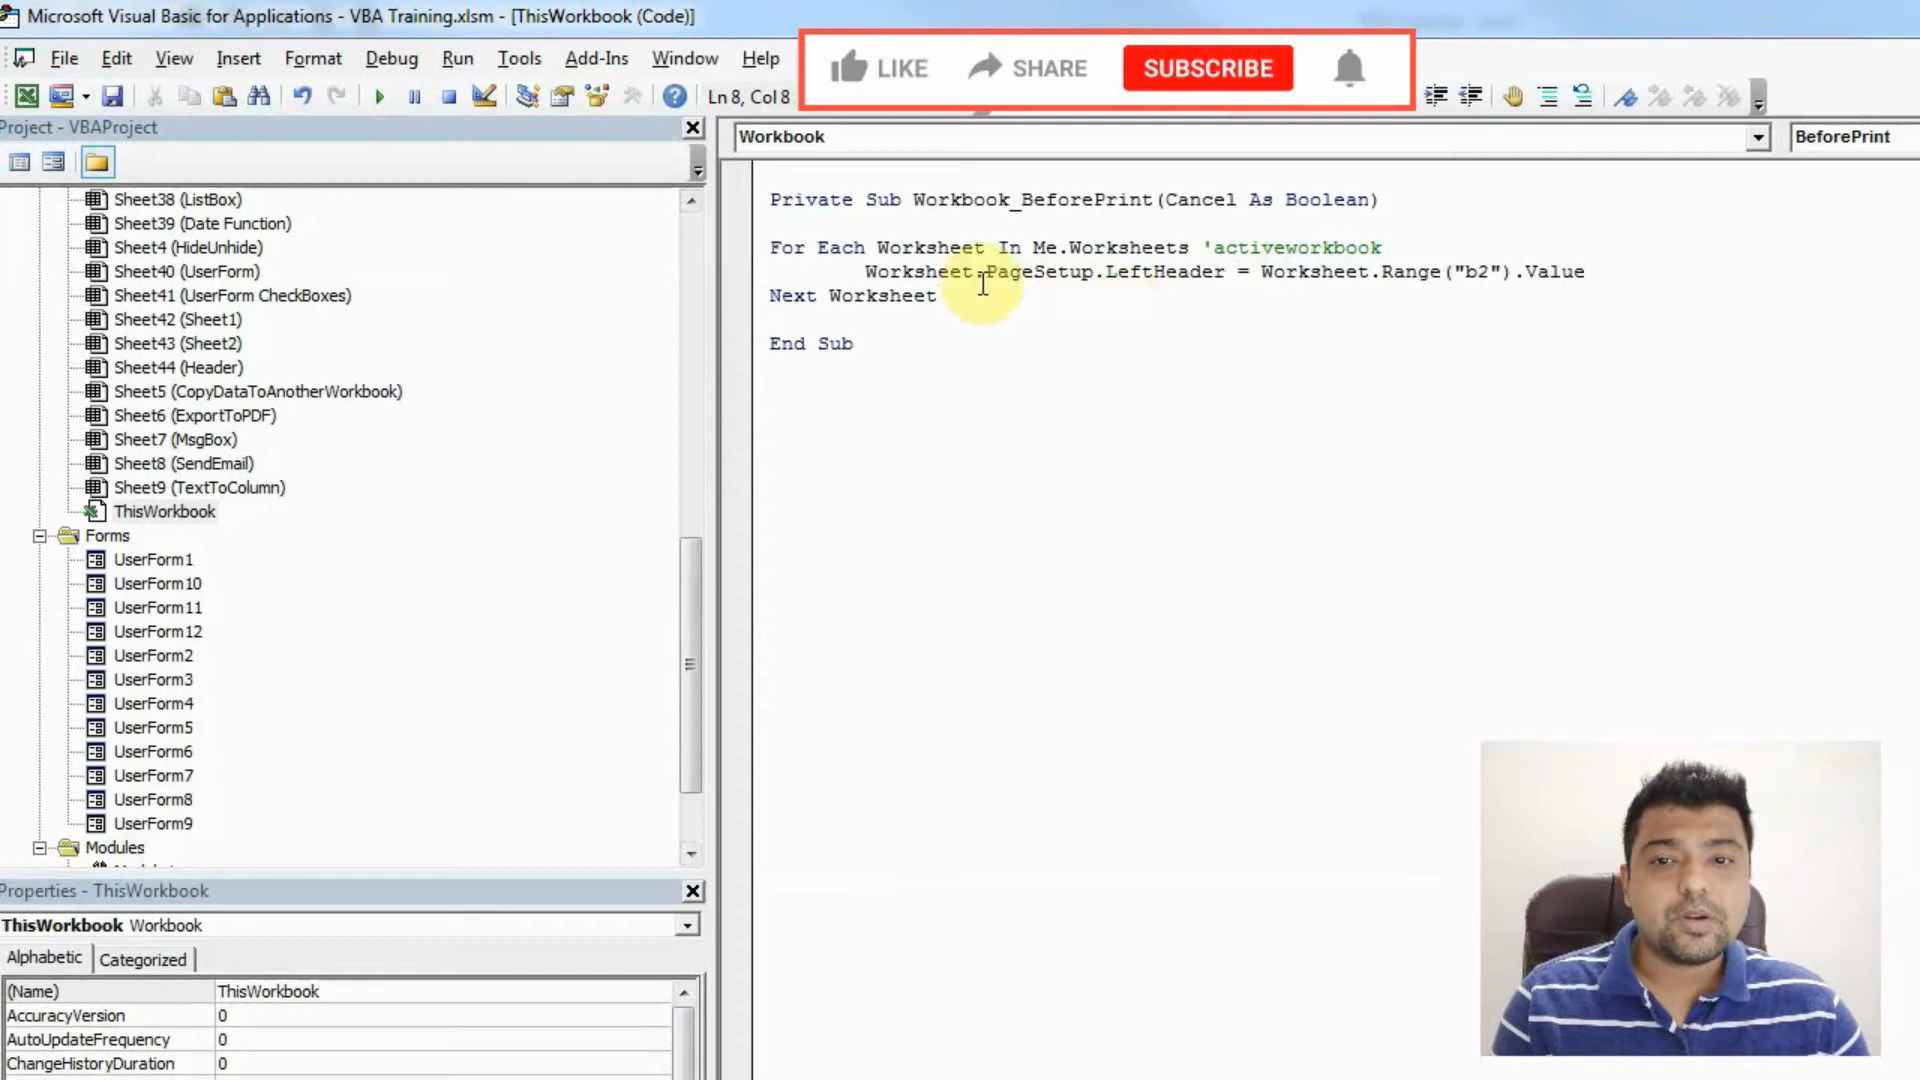 Microsoft Visual Basic for Applications - VBA Training.xlsm - [ThisWorkbook (Code)]
File Edit View Insert Format Debug Run Tools Add-Ins Window Help
LIKE SHARE SUBSCRIBE
Ln 8, Col 8
Project - VBAProject
Workbook
BeforePrint
Sheet38 (ListBox)
Sheet39 (Date Function)
Sheet4 (HideUnhide)
Sheet40 (UserForm)
Sheet41 (UserForm CheckBoxes)
Sheet42 (Sheet1)
Sheet43 (Sheet2)
Sheet44 (Header)
Sheet5 (CopyDataToAnotherWorkbook)
Sheet6 (ExportToPDF)
Sheet7 (MsgBox)
Sheet8 (SendEmail)
Sheet9 (TextToColumn)
ThisWorkbook
Forms
UserForm1
UserForm10
UserForm11
UserForm12
UserForm2
UserForm3
UserForm4
UserForm5
UserForm6
UserForm7
UserForm8
UserForm9
Modules
Private Sub Workbook_BeforePrint(Cancel As Boolean)
For Each Worksheet In Me.Worksheets 'activeworkbook
Worksheet.PageSetup.LeftHeader = Worksheet.Range("b2").Value
Next Worksheet
End Sub
Properties - ThisWorkbook
ThisWorkbook Workbook
Alphabetic Categorized
(Name) ThisWorkbook
AccuracyVersion 0
AutoUpdateFrequency 0
ChangeHistoryDuration 0